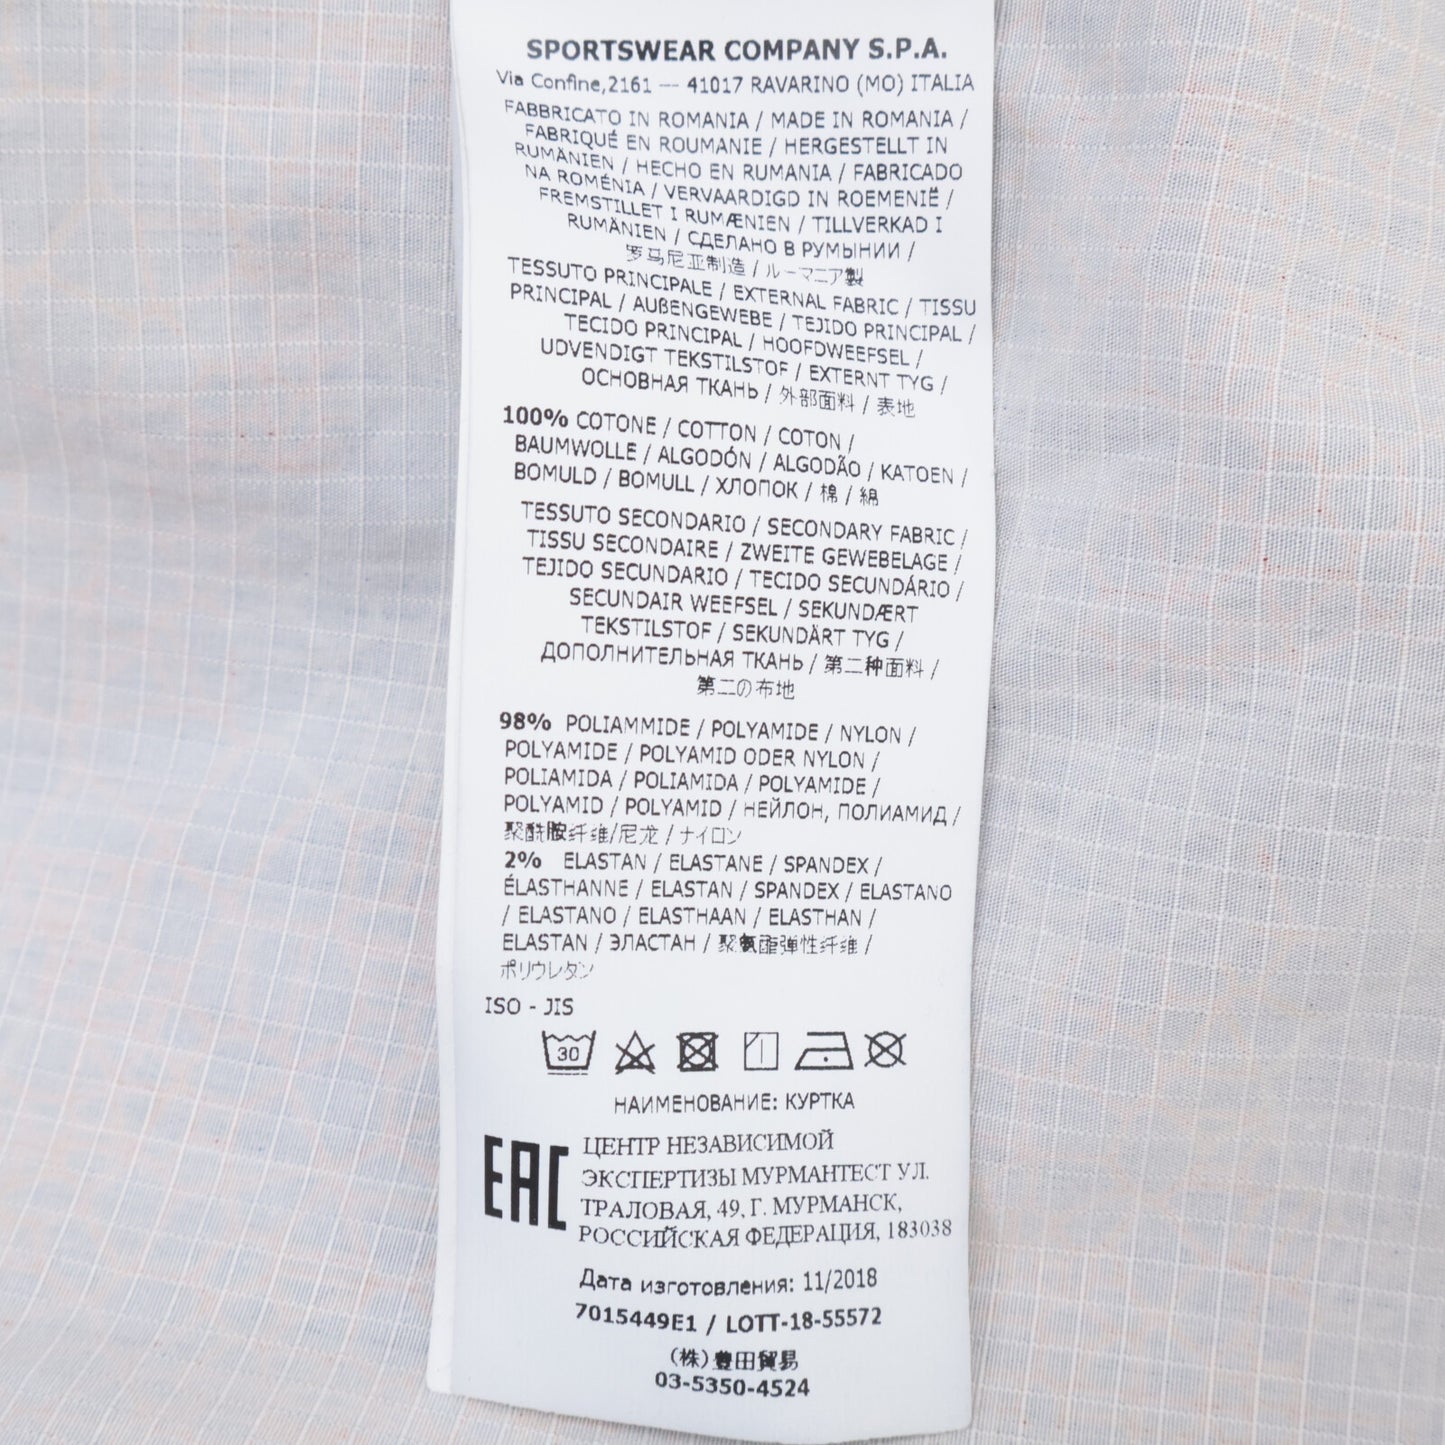 SPORTSWEAR COMPANY S.P.A.
Via Confine,2161 — 41017 RAVARINO (MO) ITALIA
FABBRICATO IN ROMANIA / MADE IN ROMANIA /
FABRIQUÉ EN ROUMANIE / HERGESTELLT IN
RUMÄNIEN / HECHO EN RUMANIA / FABRICADO
NA ROMÉNIA / VERVAARDIGD IN ROEMENIË /
FREMSTILLET I RUMÆNIEN / TILLVERKAD I
RUMÄNIEN / СДЕЛАНО В РУМЫНИИ /
罗马尼亚制造 / ルーマニア製
TESSUTO PRINCIPALE / EXTERNAL FABRIC / TISSU
PRINCIPAL / AUßENGEWEBE / TEJIDO PRINCIPAL /
TECIDO PRINCIPAL / HOOFDWEEFSEL /
UDVENDIGT TEKSTILSTOF / EXTERNT TYG /
ОСНОВНАЯ ТКАНЬ / 外部面料 / 表地
100% COTONE / COTTON / COTON /
BAUMWOLLE / ALGODÓN / ALGODÃO / KATOEN /
BOMULD / BOMULL / ХЛОПОК / 棉 / 綿
TESSUTO SECONDARIO / SECONDARY FABRIC /
TISSU SECONDAIRE / ZWEITE GEWEBELAGE /
TEJIDO SECUNDARIO / TECIDO SECUNDÁRIO /
SECUNDAIR WEEFSEL / SEKUNDÆRT
TEKSTILSTOF / SEKUNDÄRT TYG /
ДОПОЛНИТЕЛЬНАЯ ТКАНЬ / 第二种面料 /
第二の布地
98% POLIAMMIDE / POLYAMIDE / NYLON /
POLYAMIDE / POLYAMID ODER NYLON /
POLIAMIDA / POLIAMIDA / POLYAMIDE /
POLYAMID / POLYAMID / НЕЙЛОН, ПОЛИАМИД /
聚酰胺纤维/尼龙 / ナイロン
2% ELASTAN / ELASTANE / SPANDEX /
ÉLASTHANNE / ELASTAN / SPANDEX / ELASTANO
/ ELASTANO / ELASTHAAN / ELASTHAN /
ELASTAN / ЭЛАСТАН / 聚氨酯弹性纤维 /
ポリウレタン
ISO - JIS
30
НАИМЕНОВАНИЕ: КУРТКА
EAC
ЦЕНТР НЕЗАВИСИМОЙ
ЭКСПЕРТИЗЫ МУРМАНТЕСТ УЛ.
ТРАЛОВАЯ, 49, Г. МУРМАНСК,
РОССИЙСКАЯ ФЕДЕРАЦИЯ, 183038
Дата изготовления: 11/2018
7015449E1 / LOTT-18-55572
(株)豊田貿易
03-5350-4524